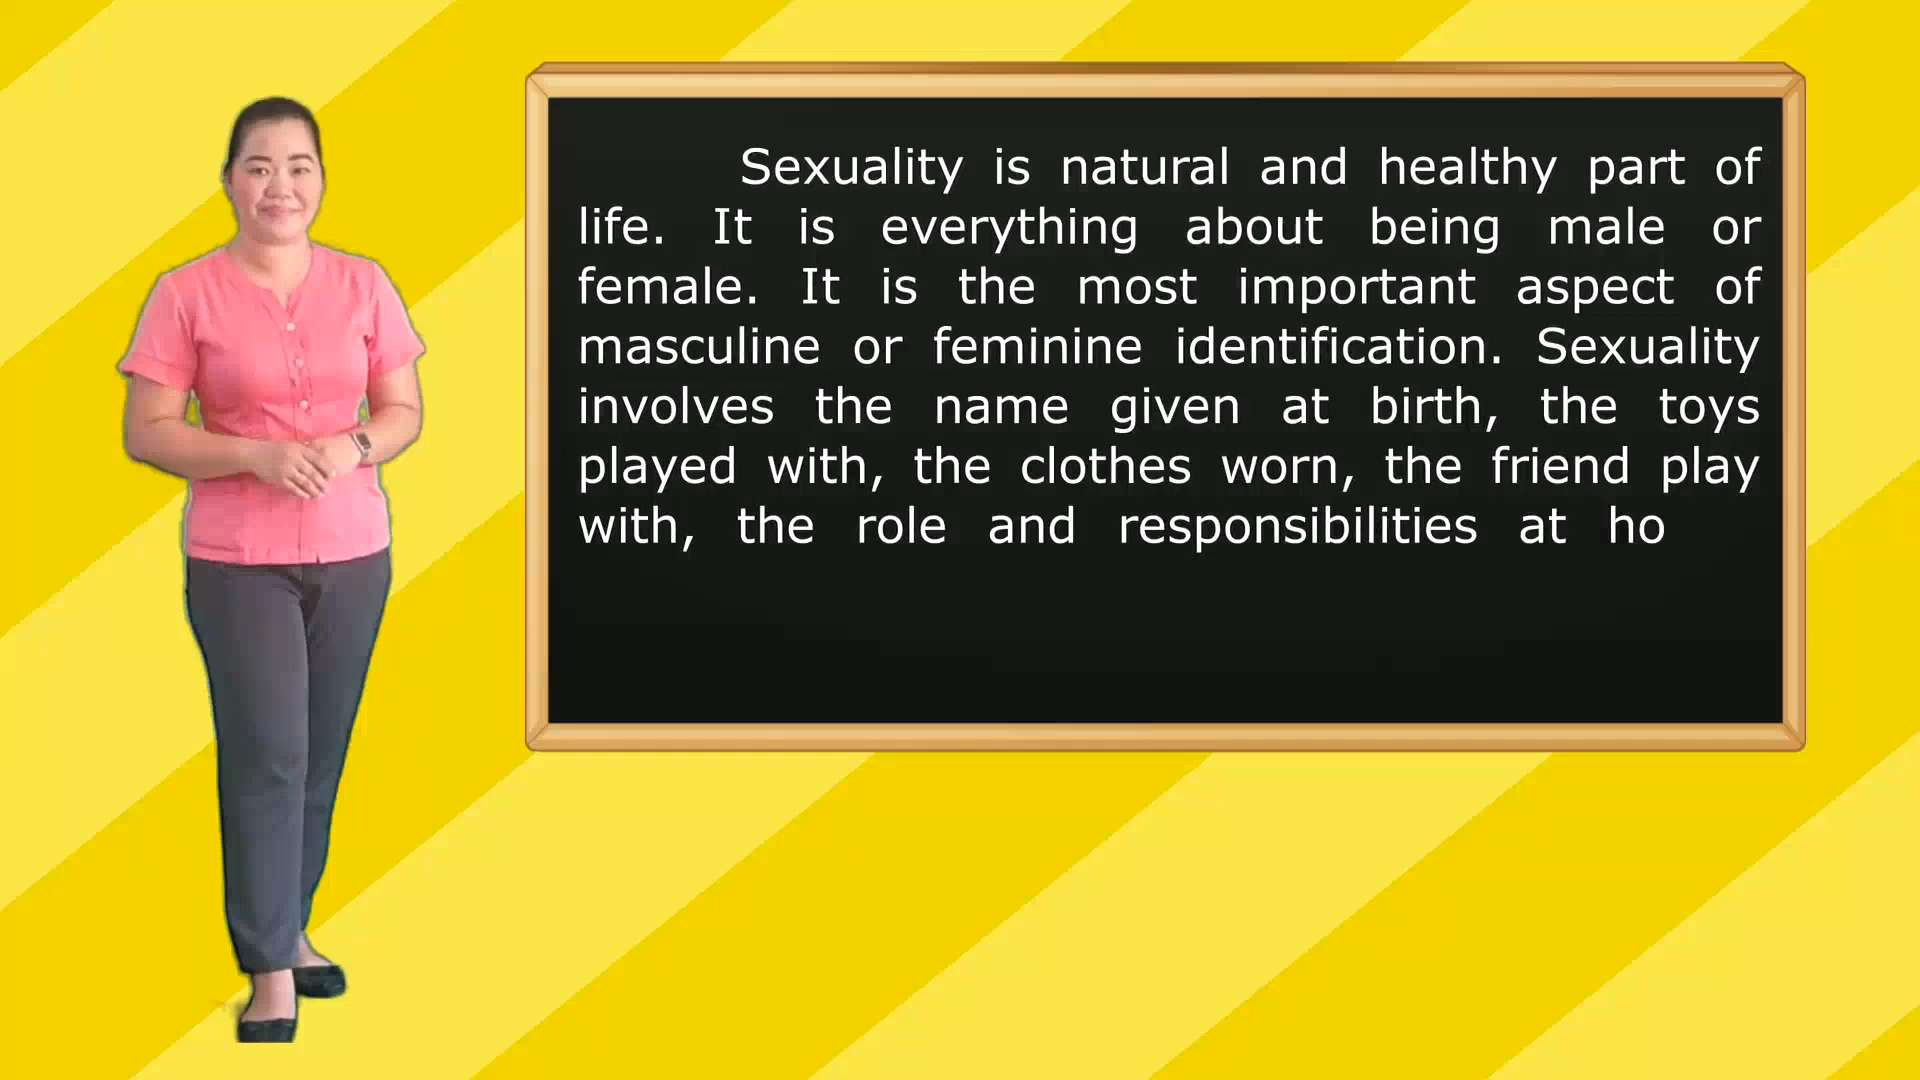 Sexuality is natural and healthy part of
life. It is everything about being male or
female. It is the most important aspect of
masculine or feminine identification. Sexuality
involves the name given at birth, the toys
played with, the clothes worn, the friend play
with, the role and responsibilities at ho